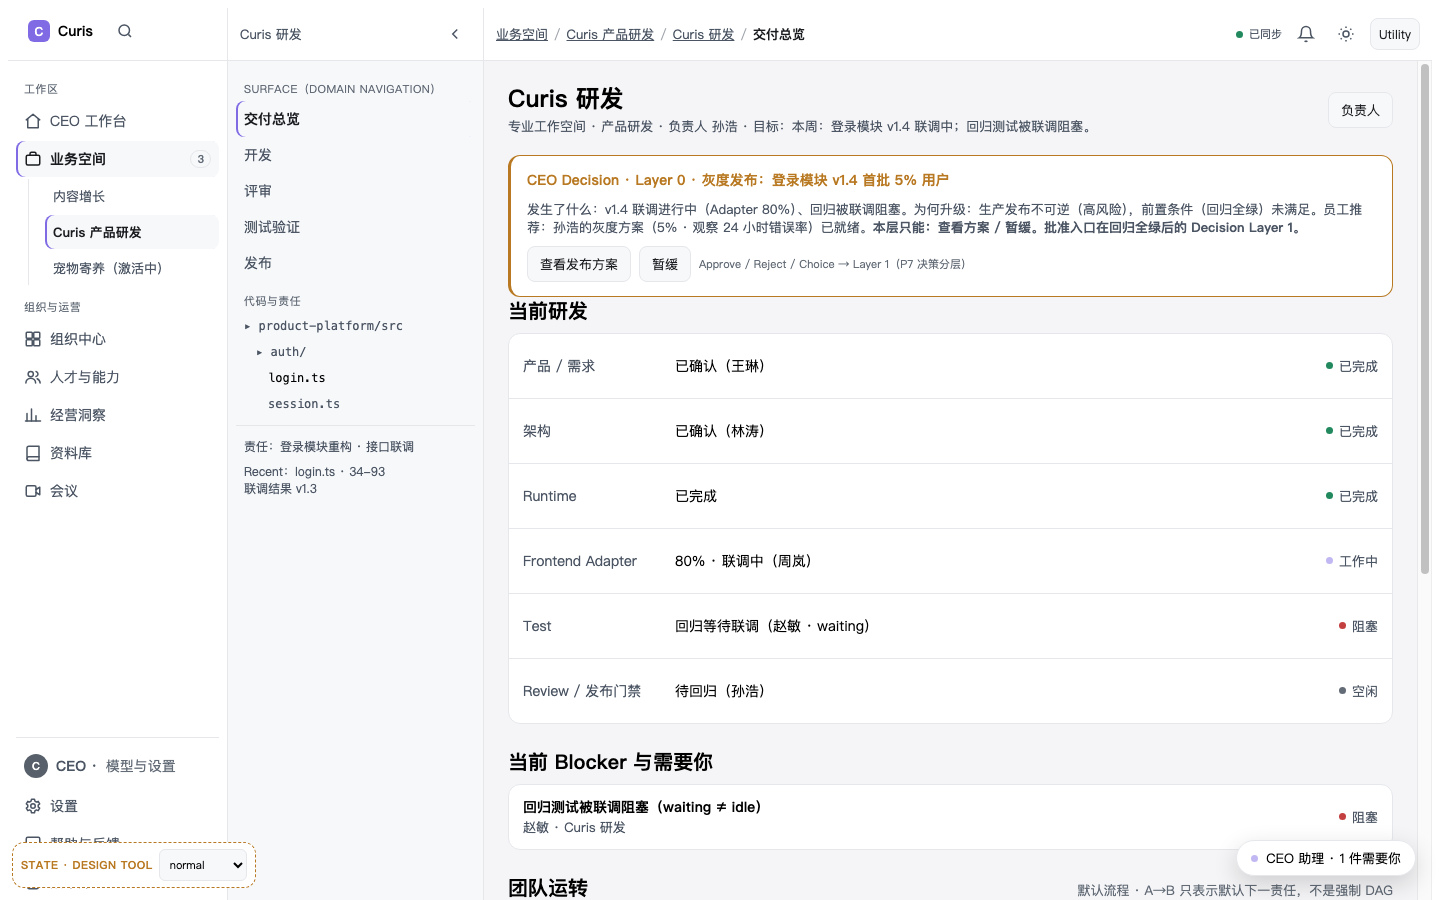 C Curis
工作区
CEO 工作台
业务空间 3
内容增长
Curis 产品研发
宠物寄养（激活中）
组织与运营
组织中心
人才与能力
经营洞察
资料库
会议
C CEO · 模型与设置
设置
STATE · DESIGN TOOL normal
Curis 研发
SURFACE（DOMAIN NAVIGATION）
交付总览
开发
评审
测试验证
发布
代码与责任
▸ product-platform/src
▸ auth/
login.ts
session.ts
责任：登录模块重构 · 接口联调
Recent：login.ts · 34–93
联调结果 v1.3
业务空间 / Curis 产品研发 / Curis 研发 / 交付总览
已同步
Utility
Curis 研发
专业工作空间 · 产品研发 · 负责人 孙浩 · 目标：本周：登录模块 v1.4 联调中；回归测试被联调阻塞。
负责人
CEO Decision · Layer 0 · 灰度发布：登录模块 v1.4 首批 5% 用户
发生了什么：v1.4 联调进行中（Adapter 80%）、回归被联调阻塞。为何升级：生产发布不可逆（高风险），前置条件（回归全绿）未满足。员工推
荐：孙浩的灰度方案（5% · 观察 24 小时错误率）已就绪。本层只能：查看方案 / 暂缓。批准入口在回归全绿后的 Decision Layer 1。
查看发布方案 暂缓 Approve / Reject / Choice → Layer 1（P7 决策分层）
当前研发
产品 / 需求 已确认（王琳） 已完成
架构 已确认（林涛） 已完成
Runtime 已完成 已完成
Frontend Adapter 80% · 联调中（周岚） 工作中
Test 回归等待联调（赵敏 · waiting） 阻塞
Review / 发布门禁 待回归（孙浩） 空闲
当前 Blocker 与需要你
回归测试被联调阻塞（waiting ≠ idle）
赵敏 · Curis 研发
阻塞
CEO 助理 · 1 件需要你
团队运转
默认流程 · A→B 只表示默认下一责任，不是强制 DAG